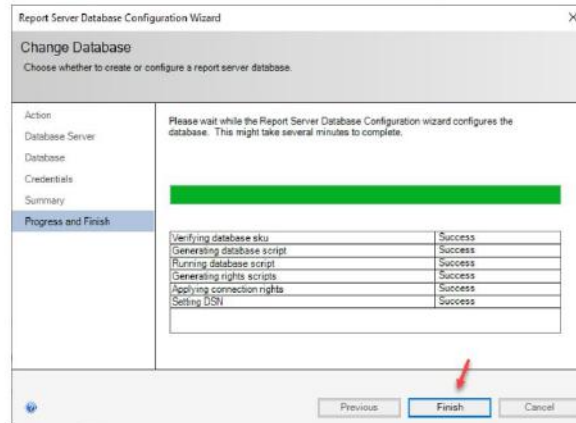 Report Server Database Configuration Wizard
Change Database
Choose whether to create or configure a report server database.
Action
Database Server
Database
Credentials
Summary
Progress and Finish
Please wait while the Report Server Database Configuration wizard configures the
database. This might take several minutes to complete.
Verifying database sku Success
Generating database script Success
Running database script Success
Generating rights scripts Success
Applying connection rights Success
Setting DSN Success
Previous Finish Cancel